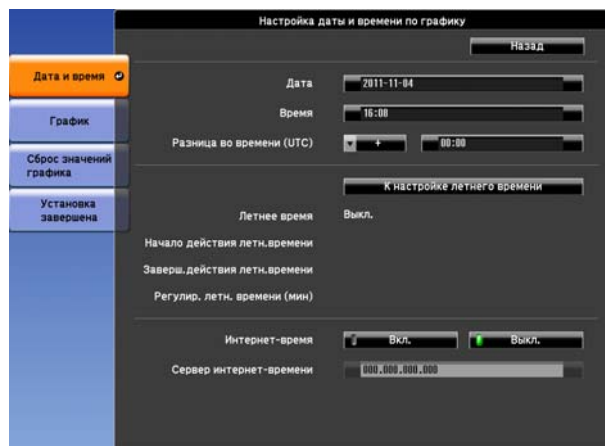 Настройка даты и времени по графику
Назад
Дата и время
График
Сброс значений
графика
Установка
завершена
Дата 2011-11-04
Время 16:08
Разница во времени (UTC) + 00:00
К настройке летнего времени
Летнее время Выкл.
Начало действия летн.времени
Заверш.действия летн.времени
Регулир. летн. времени (мин)
Интернет-время Вкл. Выкл.
Сервер интернет-времени 000.000.000.000